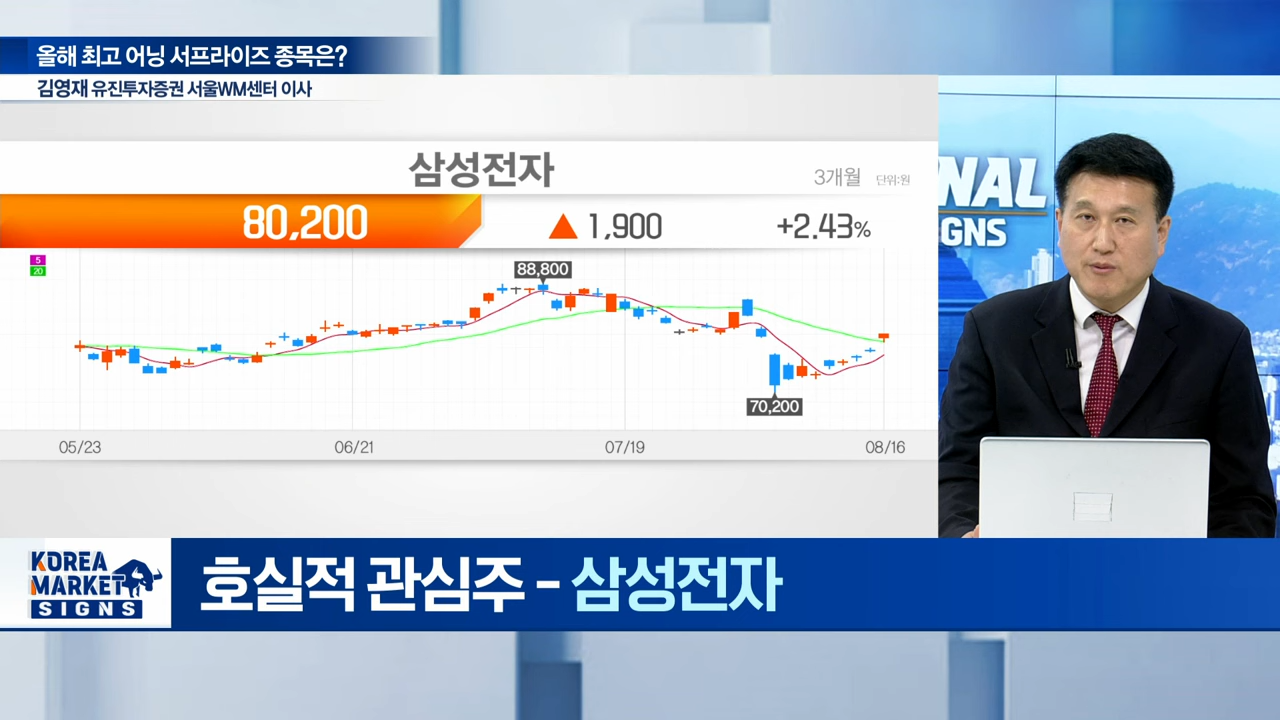 올해 최고 어닝 서프라이즈 종목은?
김영재 유진투자증권 서울WM센터 이사
삼성전자
3개월 단위:원
80,200 ▲ 1,900 +2.43%
5
20
88,800
70,200
05/23 06/21 07/19 08/16
NAL
GNS
KOREA
MARKET
SIGNS
호실적 관심주 - 삼성전자